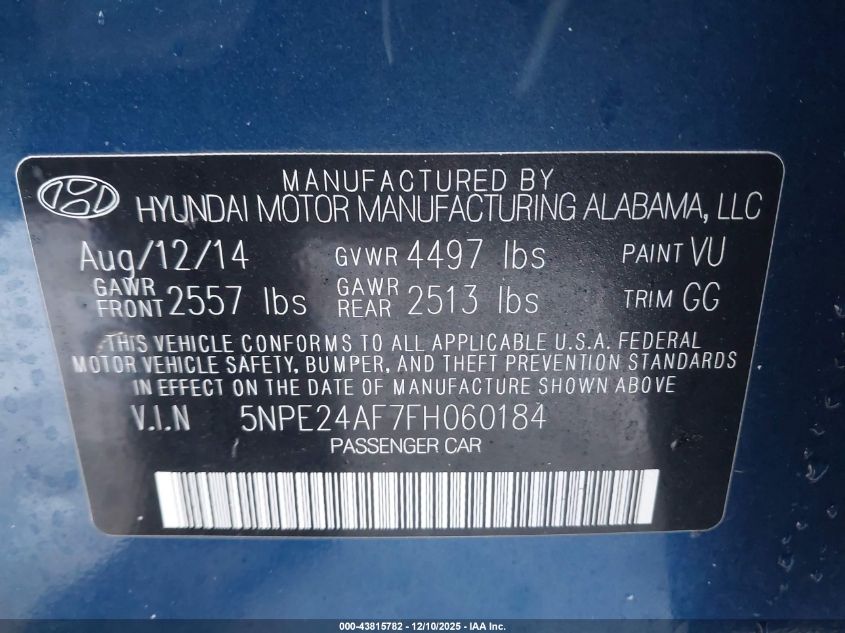 MANUFACTURED BY
HYUNDAI MOTOR MANUFACTURING ALABAMA, LLC
Aug/12/14 GVWR 4497 lbs PAINT VU
GAWR FRONT 2557 lbs GAWR REAR 2513 lbs TRIM GG
THIS VEHICLE CONFORMS TO ALL APPLICABLE U.S.A. FEDERAL
MOTOR VEHICLE SAFETY, BUMPER, AND THEFT PREVENTION STANDARDS
IN EFFECT ON THE DATE OF MANUFACTURE SHOWN ABOVE
V.I.N 5NPE24AF7FH060184
PASSENGER CAR
000-43815782 - 12/10/2025 - IAA Inc.